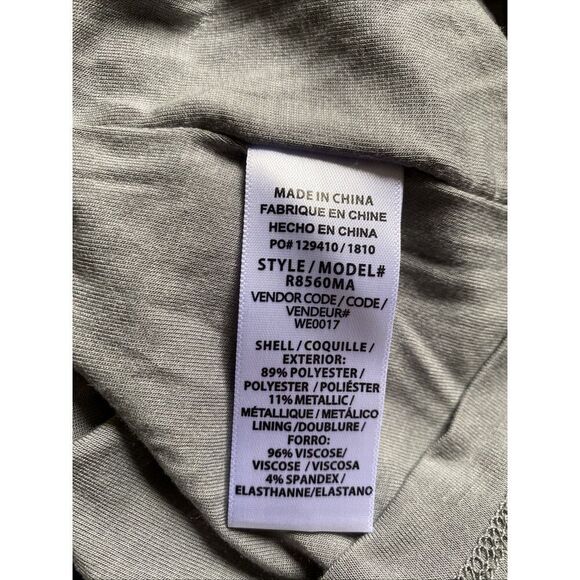 MADE IN CHINA
FABRIQUE EN CHINE
HECHO EN CHINA
PO# 129410 / 1810
STYLE / MODEL#
R8560MA
VENDOR CODE / CODE /
VENDEUR#
WE0017
SHELL / COQUILLE /
EXTERIOR:
89% POLYESTER /
POLYESTER / POLIÉSTER
11% METALLIC /
MÉTALLIQUE / METÁLICO
LINING /DOUBLURE /
FORRO:
96% VISCOSE/
VISCOSE / VISCOSA
4% SPANDEX /
ELASTHANNE/ELASTANO